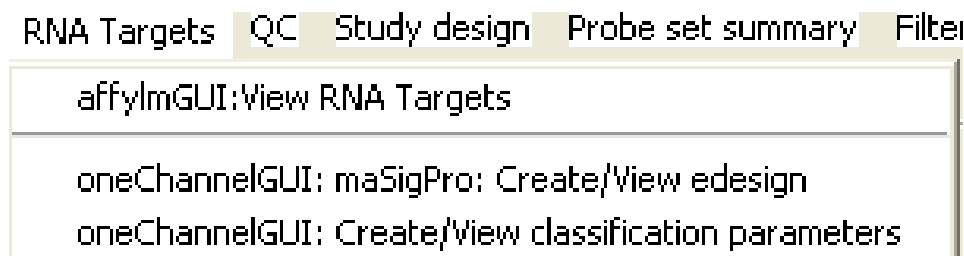 RNA Targets QC Study design Probe set summary Filter
affylmGUI:View RNA Targets
oneChannelGUI: maSigPro: Create/View edesign
oneChannelGUI: Create/View classification parameters